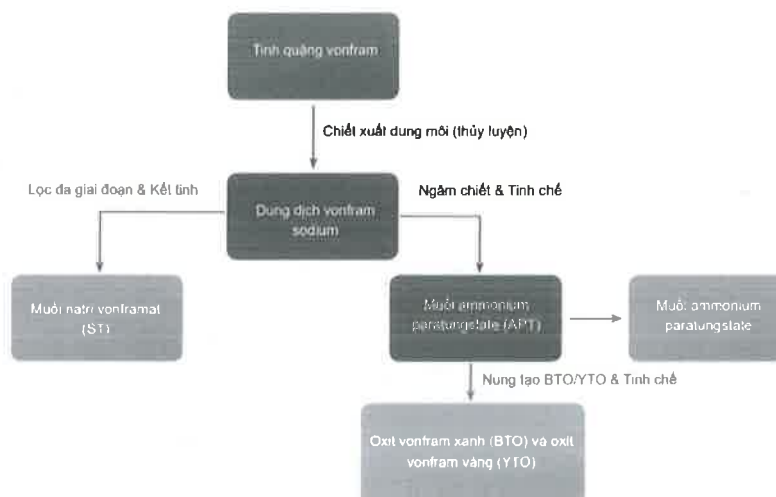 Tinh quặng vonfram
Chiết xuất dung môi (thủy luyện)
Lọc đa giai đoạn & Kết tinh
Ngâm chiết & Tinh chế
Dung dịch vonfram
sodium
Muối natri vonframat
(ST)
Muối ammonium
paratungstate (APT)
Muối ammonium
paratungstate
Nung tạo BTO/YTO & Tinh chế
Oxit vonfram xanh (BTO) và oxit
vonfram vàng (YTO)